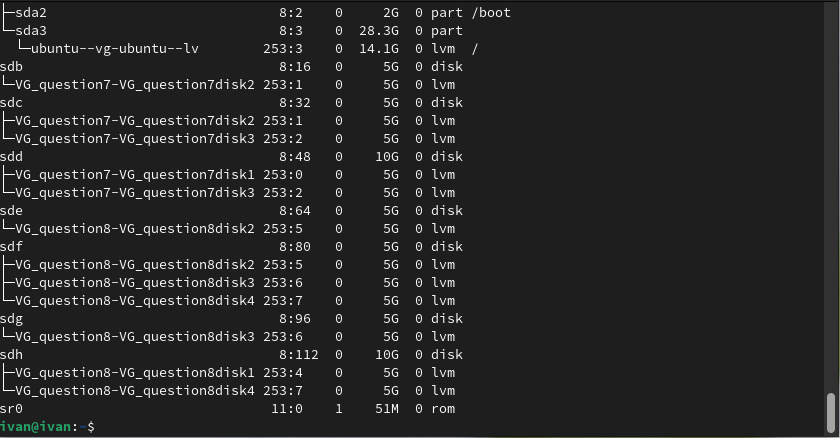 ├─sda2                             8:2    0    2G  0 part /boot
└─sda3                             8:3    0 28.3G  0 part
  └─ubuntu--vg-ubuntu--lv        253:3    0 14.1G  0 lvm  /
sdb                                8:16   0    5G  0 disk
└─VG_question7-VG_question7disk2 253:1    0    5G  0 lvm
sdc                                8:32   0    5G  0 disk
├─VG_question7-VG_question7disk2 253:1    0    5G  0 lvm
└─VG_question7-VG_question7disk3 253:2    0    5G  0 lvm
sdd                                8:48   0   10G  0 disk
├─VG_question7-VG_question7disk1 253:0    0    5G  0 lvm
└─VG_question7-VG_question7disk3 253:2    0    5G  0 lvm
sde                                8:64   0    5G  0 disk
└─VG_question8-VG_question8disk2 253:5    0    5G  0 lvm
sdf                                8:80   0    5G  0 disk
├─VG_question8-VG_question8disk2 253:5    0    5G  0 lvm
├─VG_question8-VG_question8disk3 253:6    0    5G  0 lvm
└─VG_question8-VG_question8disk4 253:7    0    5G  0 lvm
sdg                                8:96   0    5G  0 disk
└─VG_question8-VG_question8disk3 253:6    0    5G  0 lvm
sdh                                8:112  0   10G  0 disk
├─VG_question8-VG_question8disk1 253:4    0    5G  0 lvm
└─VG_question8-VG_question8disk4 253:7    0    5G  0 lvm
sr0                               11:0    1   51M  0 rom
ivan@ivan:~$